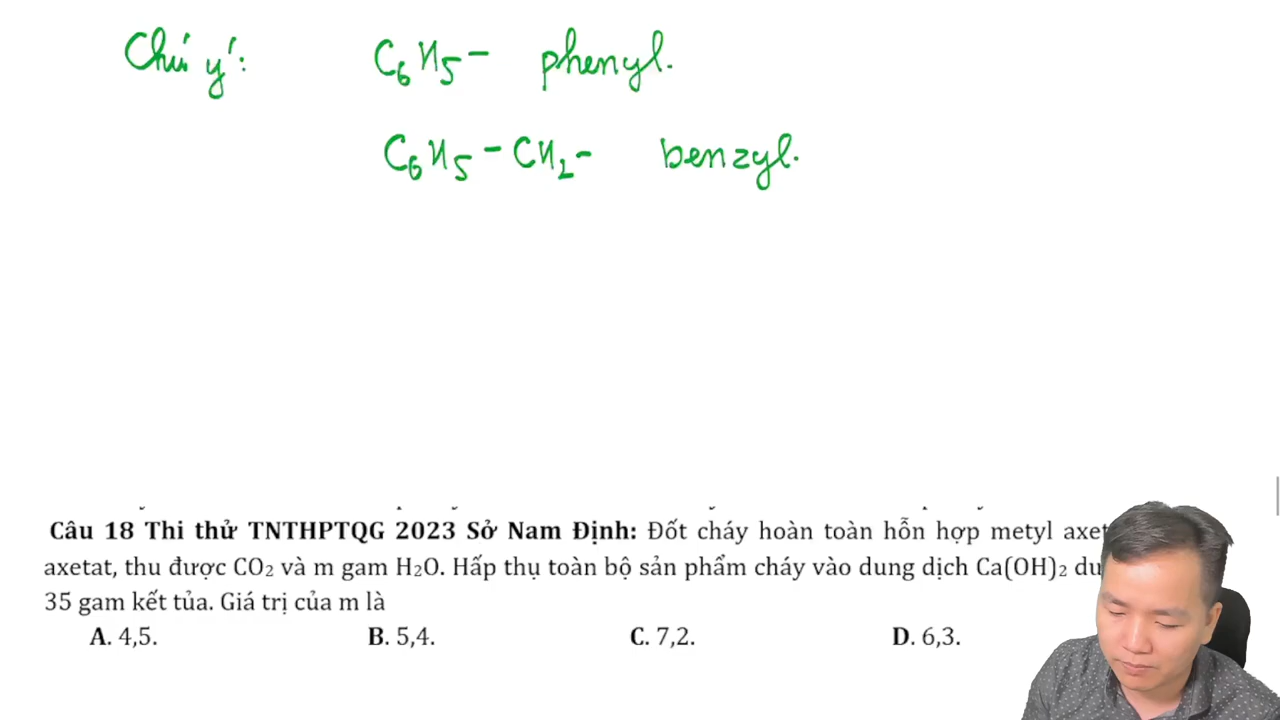 Chú ý: C₆H₅- phenyl.
C₆H₅-CH₂- benzyl.
Câu 18 Thi thử TNTHPTQG 2023 Sở Nam Định: Đốt cháy hoàn toàn hỗn hợp metyl axe
axetat, thu được CO₂ và m gam H₂O. Hấp thụ toàn bộ sản phẩm cháy vào dung dịch Ca(OH)₂ du
35 gam kết tủa. Giá trị của m là
A. 4,5. B. 5,4. C. 7,2. D. 6,3.